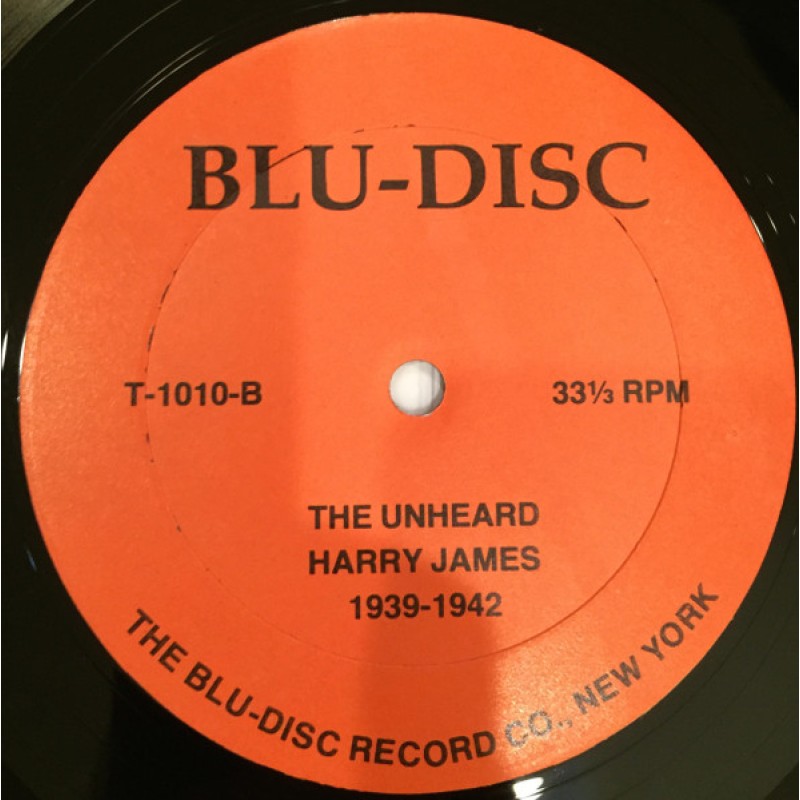 BLU-DISC
T-1010-B
33⅓ RPM
THE UNHEARD
HARRY JAMES
1939-1942
THE BLU-DISC RECORD CO., NEW YORK